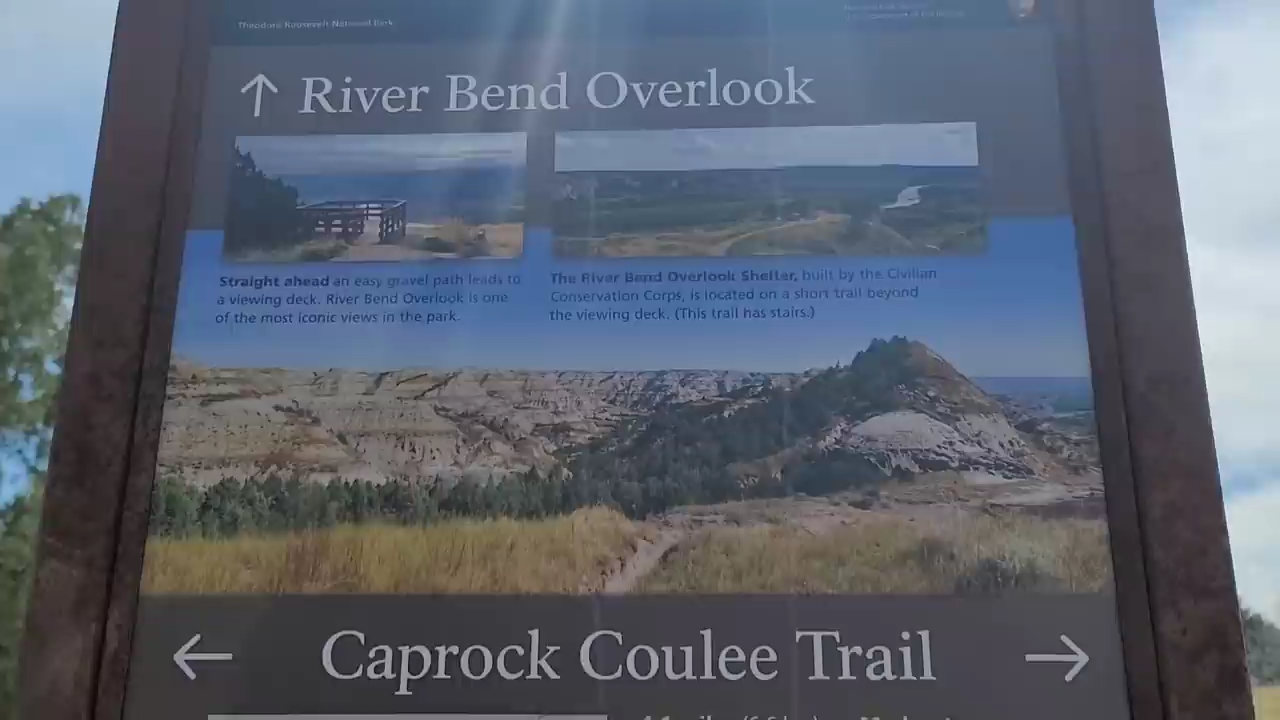 Theodore Roosevelt National Park
↑ River Bend Overlook
Straight ahead an easy gravel path leads to
a viewing deck. River Bend Overlook is one
of the most iconic views in the park.
The River Bend Overlook Shelter, built by the Civilian
Conservation Corps, is located on a short trail beyond
the viewing deck. (This trail has stairs.)
← Caprock Coulee Trail →